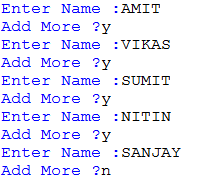 Enter Name :AMIT
Add More ?y
Enter Name :VIKAS
Add More ?y
Enter Name :SUMIT
Add More ?y
Enter Name :NITIN
Add More ?y
Enter Name :SANJAY
Add More ?n